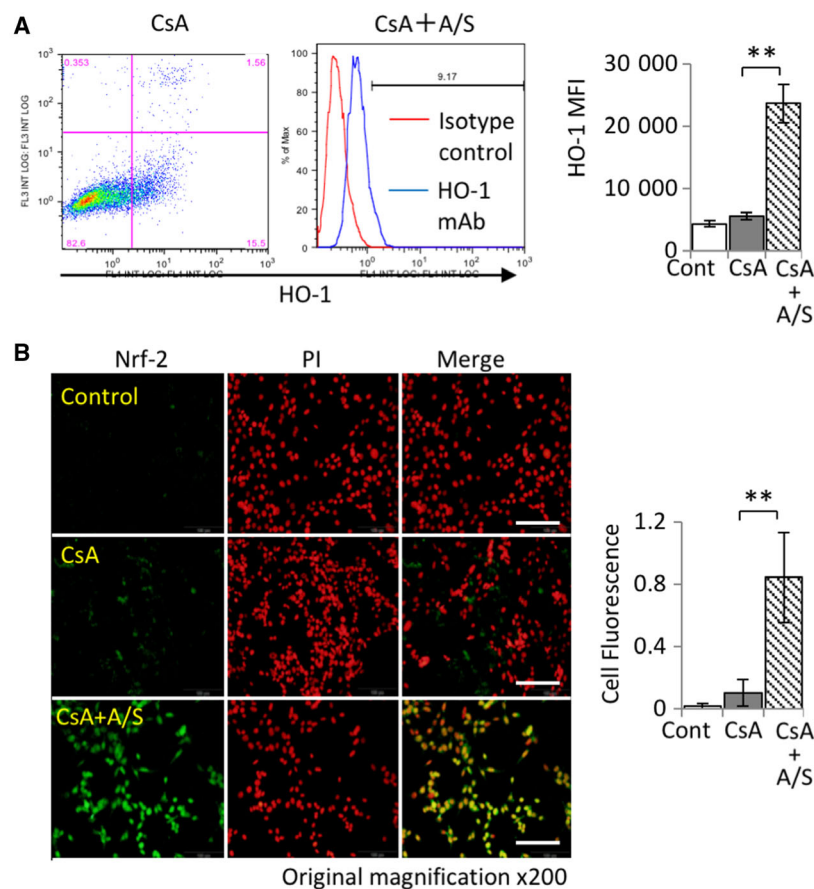 A
CsA
CsA+A/S
10³
10²
10¹
10⁰
0.353
1.56
82.6
15.5
FL3 INT LOG: FL3 INT LOG
10⁰
10¹
10²
10³
FL1 INT LOG: FL1 INT LOG
100
80
60
40
20
0
% of Max
9.17
Isotype
control
HO-1
mAb
10⁰
10¹
10²
10³
FL1 INT LOG: FL1 INT LOG
HO-1
HO-1 MFI
30 000
20 000
10 000
0
**
Cont
CsA
CsA
+
A/S
B
Nrf-2
PI
Merge
Control
CsA
CsA+A/S
Original magnification x200
Cell Fluorescence
1.2
0.8
0.4
0
**
Cont
CsA
CsA
+
A/S